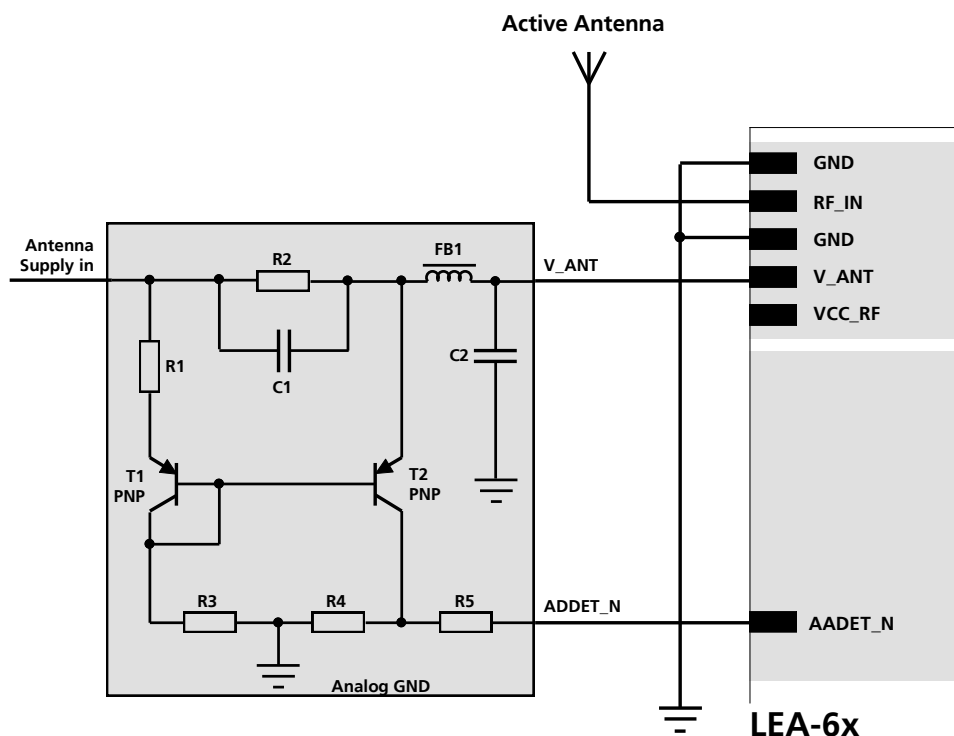 Active Antenna
GND
RF_IN
GND
V_ANT
VCC_RF
Antenna
Supply in
R2
FB1
V_ANT
C1
C2
R1
T1
PNP
T2
PNP
R3
R4
R5
ADDET_N
AADET_N
Analog GND
LEA-6x